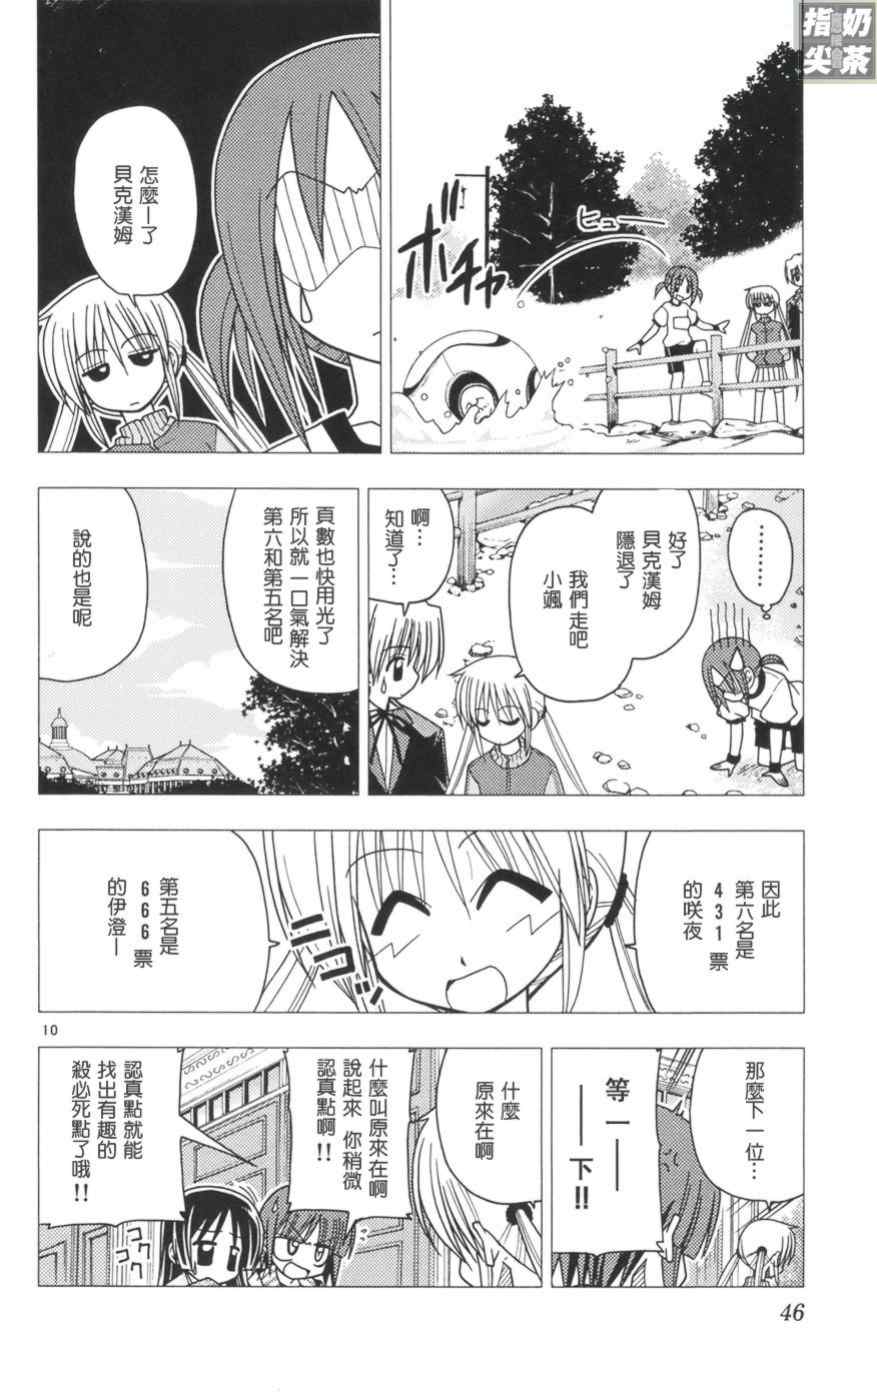 指奶
尖茶
ヒュー
ボチャ
怎麼ー了
貝克漢姆
………
好了
貝克漢姆
隱退了
我們走吧
小颯
啊…
知道了…
頁數也快用光了
所以就一口氣解決
第六和第五名吧
說的也是呢
因此
第六名是
431票
的咲夜
第五名是
666票
的伊澄ー
ニコッ
10
那麼下一位…
等一——
——下!!
什麼
原來在啊
什麼叫原來在啊
說起來 你稍微
認真點啊!!
認真點就能
找出有趣的
殺必死點了哦!!
コクコク
46